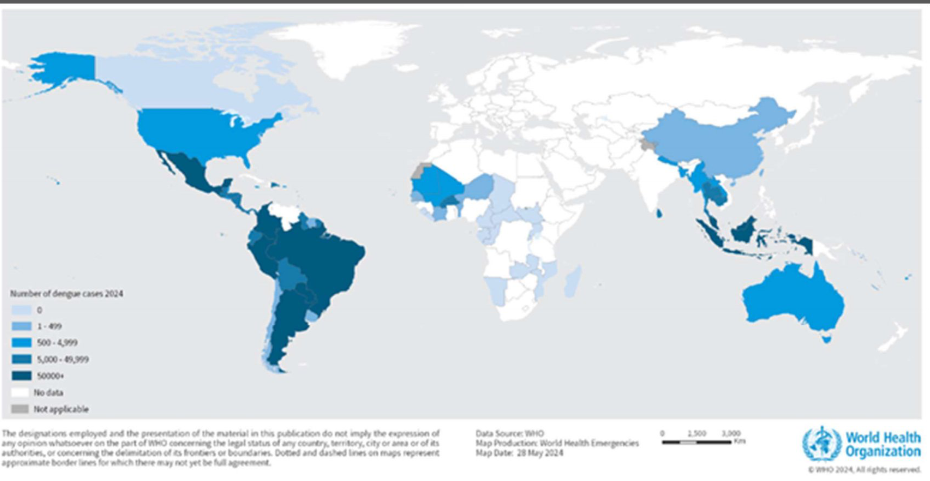 Number of dengue cases 2024
0
1 - 499
500 - 4,999
5,000 - 49,999
50000+
No data
Not applicable
The designations employed and the presentation of the material in this publication do not imply the expression of
any opinion whatsoever on the part of WHO concerning the legal status of any country, territory, city or area or of its
authorities, or concerning the delimitation of its frontiers or boundaries. Dotted and dashed lines on maps represent
approximate border lines for which there may not yet be full agreement.
Data Source: WHO
Map Production: World Health Emergencies
Map Date: 28 May 2024
0 1,500 3,000
Km
World Health
Organization
© WHO 2024, All rights reserved.